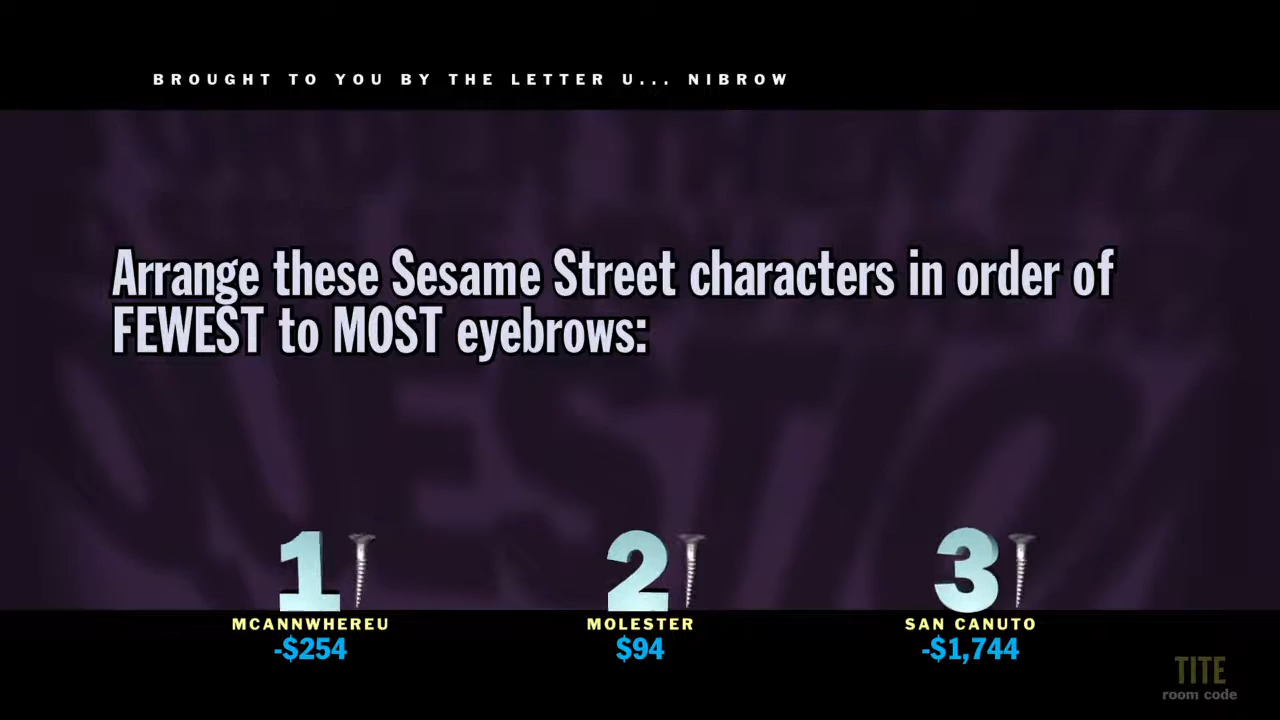 BROUGHT TO YOU BY THE LETTER U... NIBROW
Arrange these Sesame Street characters in order of
FEWEST to MOST eyebrows:
1 2 3
MCANNWHEREU MOLESTER SAN CANUTO
-$254 $94 -$1,744
TITE
room code